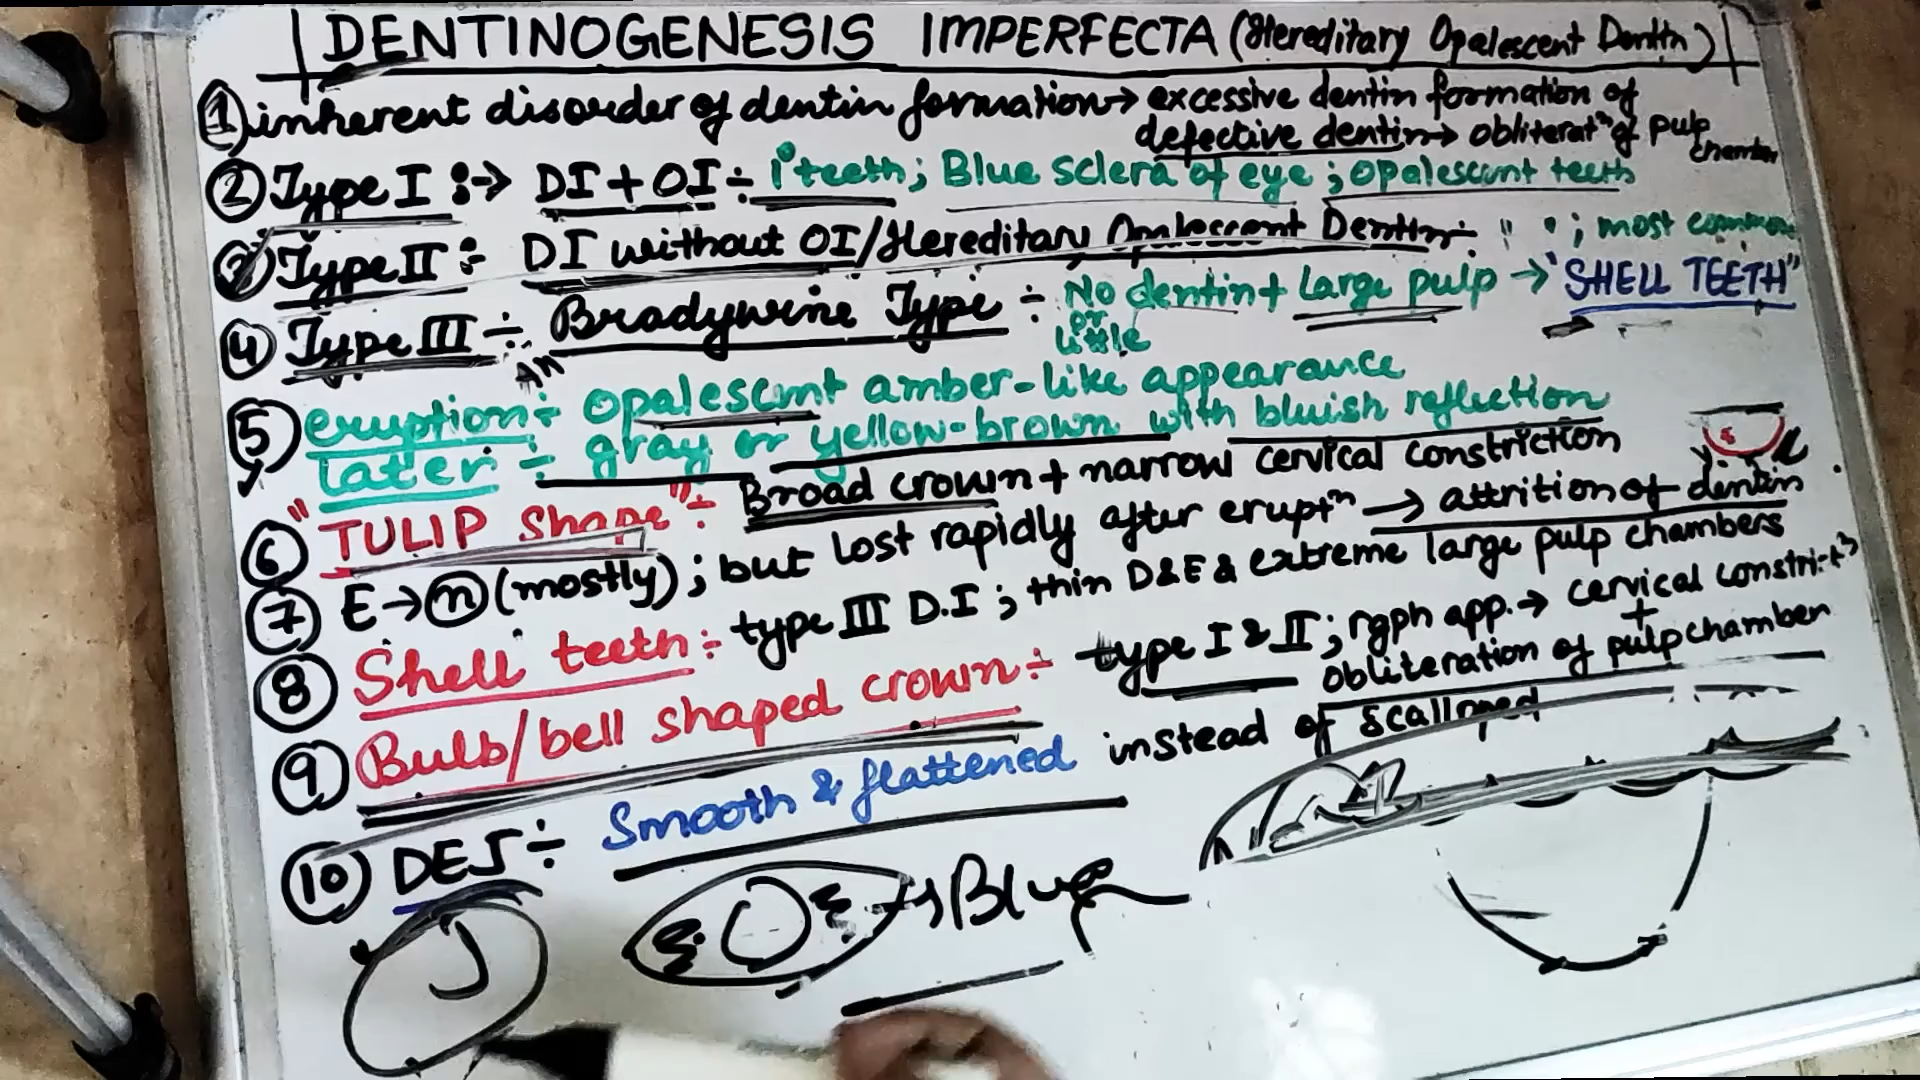 DENTINOGENESIS IMPERFECTA (Hereditary Opalescent Dentin)
① inherent disorder of dentin formation → excessive dentin formation of
defective dentin → obliteratⁿ of pulp
chamber
② Type I :→ DI + OI ÷ 1° teeth; Blue sclera of eye; opalescent teeth
③ Type II :- DI without OI/Hereditary Opalescent Dentin - " "; most common
④ Type III ÷ Bradywine Type ÷ No dentin + Large pulp → "SHELL TEETH"
or
little
⑤ eruption ÷ opalescent amber-like appearance
later ÷ gray or yellow-brown with bluish reflection
⑥ "TULIP Shape" ÷ Broad crown + narrow cervical constriction
⑦ E → ⓝ (mostly); but lost rapidly after eruptⁿ → attrition of dentin
⑧ Shell teeth ÷ type III D.I; thin D & E & extreme large pulp chambers
⑨ Bulb/bell shaped crown ÷ type I & II; rgph app. → cervical constrictⁿ
+
obliteration of pulp chamber
⑩ DEJ ÷ Smooth & flattened instead of scalloped
→ Blue